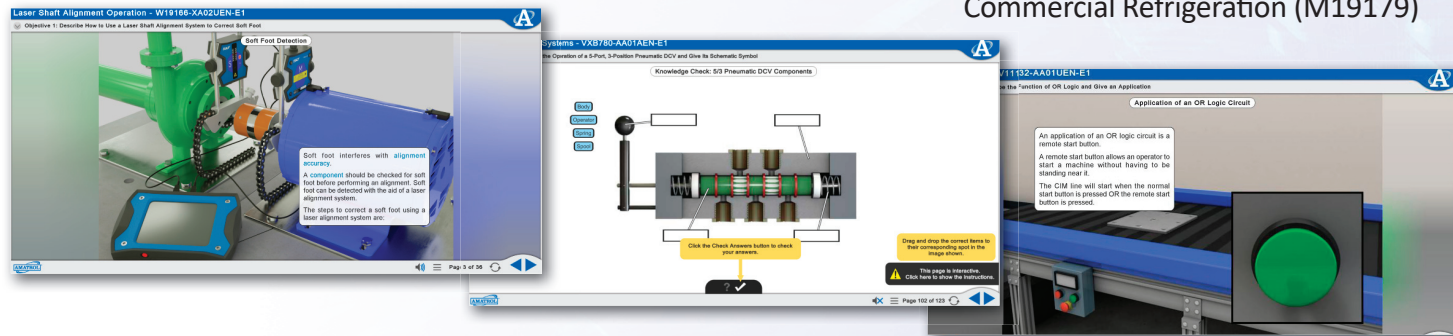 Commercial Refrigeration (M19179)
Laser Shaft Alignment Operation - W19166-XA02UEN-E1
Objective 1: Describe How to Use a Laser Shaft Alignment System to Correct Soft Foot
Soft Foot Detection
Soft foot interferes with alignment
accuracy.
A component should be checked for soft
foot before performing an alignment. Soft
foot can be detected with the aid of a laser
alignment system.
The steps to correct a soft foot using a
laser alignment system are:
AMATROL
Page 3 of 36
Systems - VXB780-AA01AEN-E1
the Operation of a 5-Port, 3-Position Pneumatic DCV and Give its Schematic Symbol
Knowledge Check: 5/3 Pneumatic DCV Components
Body
Operator
Spring
Spool
Click the Check Answers button to check
your answers.
Drag and drop the correct items to
their corresponding spot in the
image shown.
This page is interactive.
Click here to show the instructions.
? ✓
AMATROL
Page 102 of 123
11132-AA01UEN-E1
the Function of OR Logic and Give an Application
Application of an OR Logic Circuit
An application of an OR logic circuit is a
remote start button.
A remote start button allows an operator to
start a machine without having to be
standing near it.
The CIM line will start when the normal
start button is pressed OR the remote start
button is pressed.